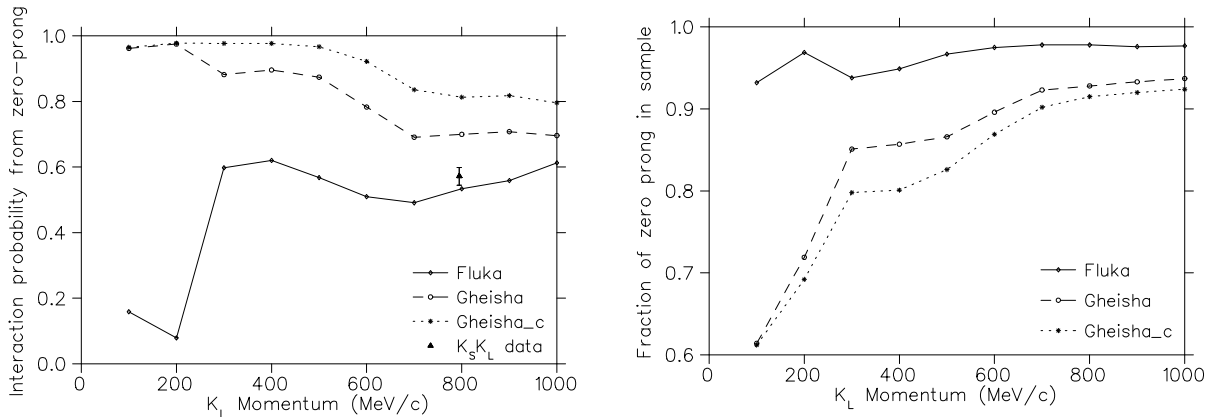 Interaction probability from zero-prong
1.0
0.8
0.6
0.4
0.2
0.0
0 200 400 600 800 1000
K_L Momentum (MeV/c)
Fluka
Gheisha
Gheisha_c
K_SK_L data
Fraction of zero prong in sample
1.0
0.9
0.8
0.7
0.6
0 200 400 600 800 1000
K_L Momentum (MeV/c)
Fluka
Gheisha
Gheisha_c